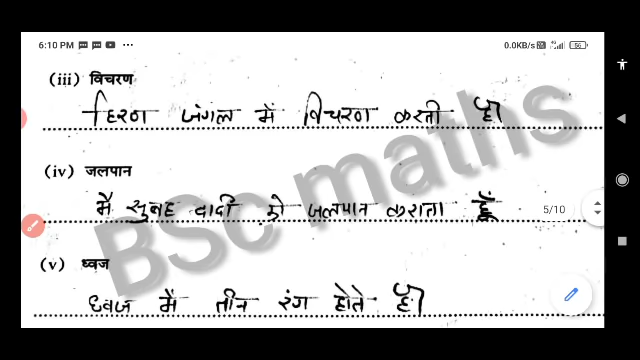 6:10 PM ... 0.0KB/s 56
(iii) विचरण
हिरण जंगल में विचरण करती है।
(iv) जलपान
मै सुबह दादी को जलपान कराता हूँ
5/10
(v) ध्वज
ध्वज में तीन रंग होते है।
BSc maths